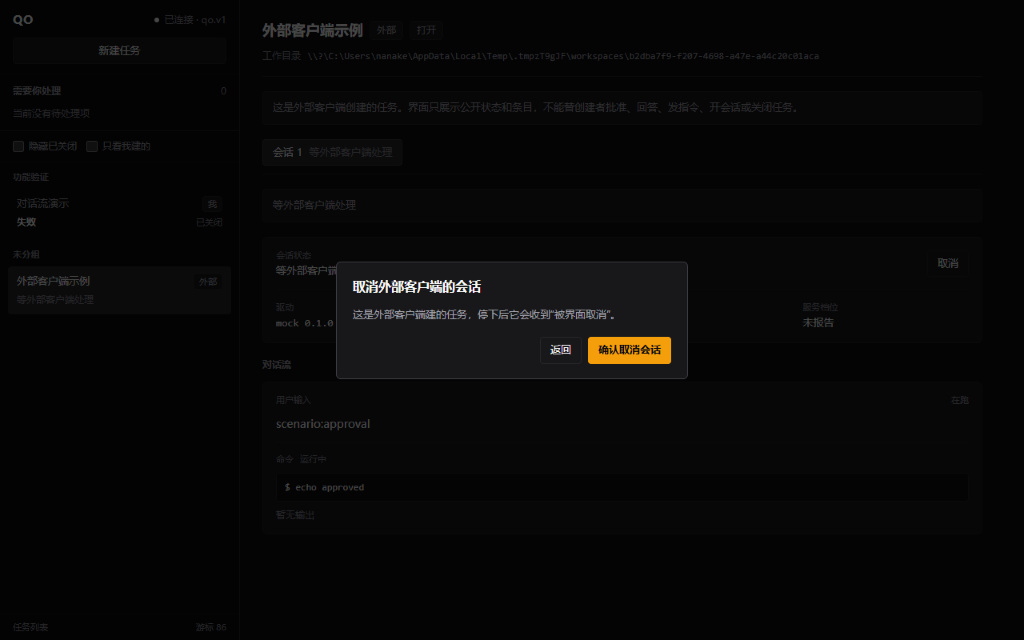 QO
已连接 · qo.v1
新建任务
需要你处理 0
当前没有待处理项
隐藏已关闭 只看我建的
功能验证
对话流演示
失败 已关闭
未分组
外部客户端示例 外部
等外部客户端处理
任务列表 游标 86
外部客户端示例 外部 打开
工作目录 \\?\C:\Users\nanake\AppData\Local\Temp\.tmpzT9gJf\workspaces\b2dba7f9-f207-4698-a47e-a44c20c01aca
这是外部客户端创建的任务。界面只展示公开状态和条目，不能替创建者批准、回答、发指令、开会话或关闭任务。
会话 1 等外部客户端处理
等外部客户端处理
会话状态
等外部客户端
取消
驱动
mock 0.1.0
服务档位
未报告
取消外部客户端的会话
这是外部客户端建的任务，停下后它会收到“被界面取消”。
返回 确认取消会话
对话流
用户输入
scenario:approval
命令 运行中
$ echo approved
暂无输出